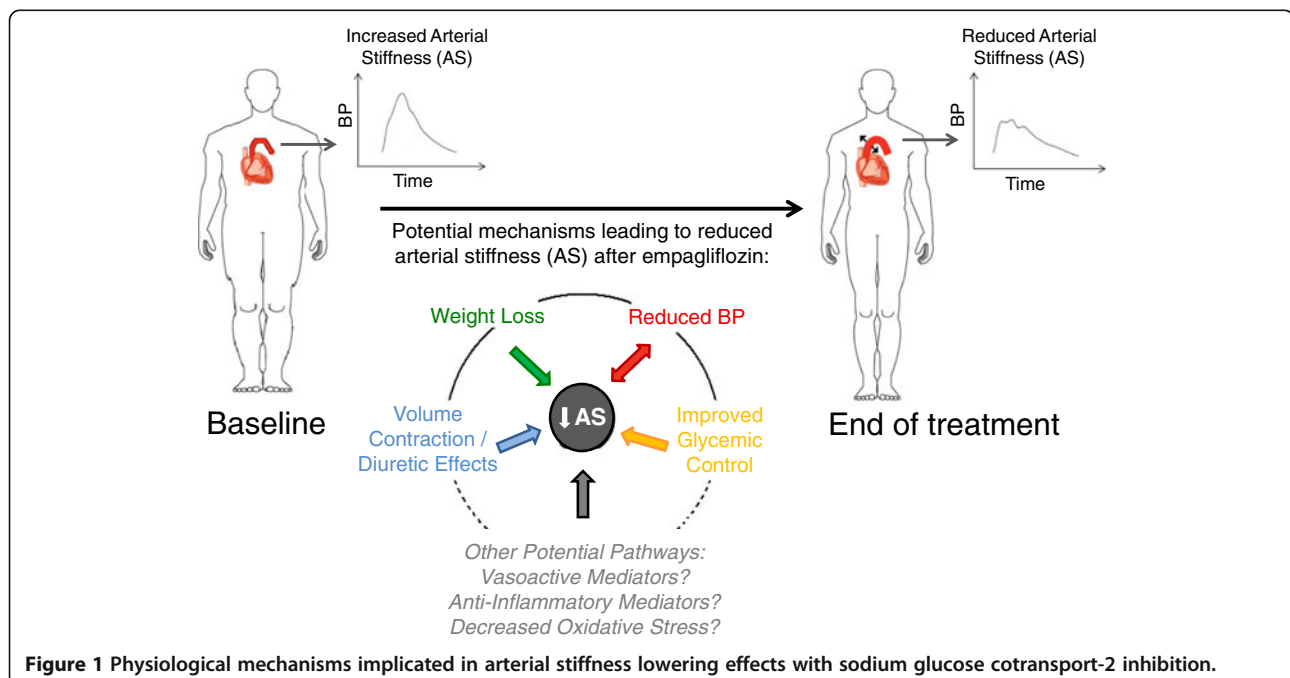 Increased Arterial
Stiffness (AS)
BP
Time
Reduced Arterial
Stiffness (AS)
BP
Time
Potential mechanisms leading to reduced
arterial stiffness (AS) after empagliflozin:
Baseline
End of treatment
Weight Loss
Reduced BP
Volume
Contraction /
Diuretic Effects
↓ AS
Improved
Glycemic
Control
Other Potential Pathways:
Vasoactive Mediators?
Anti-Inflammatory Mediators?
Decreased Oxidative Stress?
Figure 1 Physiological mechanisms implicated in arterial stiffness lowering effects with sodium glucose cotransport-2 inhibition.